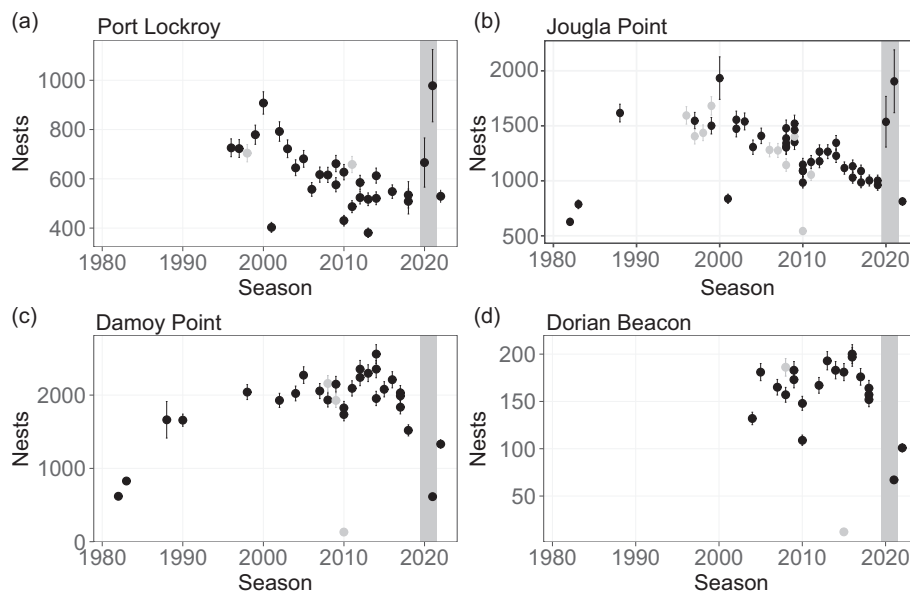 (a) Port Lockroy
Nests
1000
800
600
400
1980 1990 2000 2010 2020
Season
(b) Jougla Point
Nests
2000
1500
1000
500
1980 1990 2000 2010 2020
Season
(c) Damoy Point
Nests
2000
1000
0
1980 1990 2000 2010 2020
Season
(d) Dorian Beacon
Nests
200
150
100
50
1980 1990 2000 2010 2020
Season